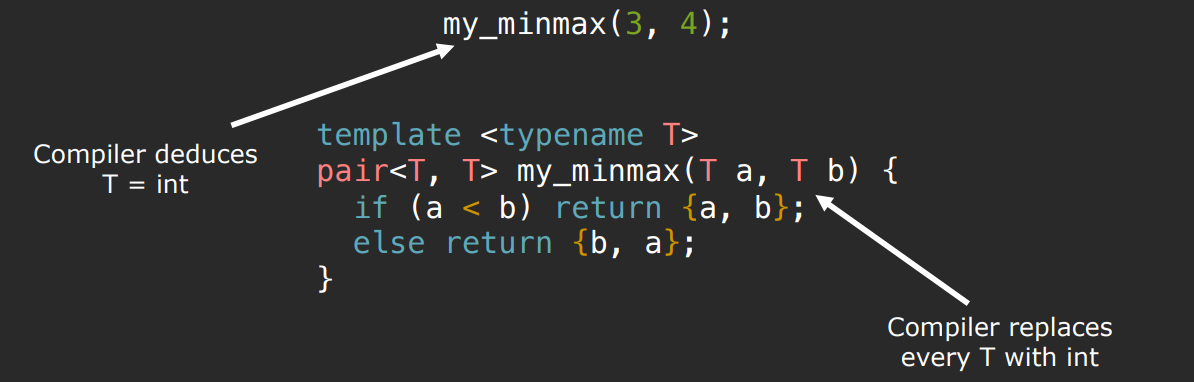 my_minmax(3, 4);
Compiler deduces
T = int
template <typename T>
pair<T, T> my_minmax(T a, T b) {
  if (a < b) return {a, b};
  else return {b, a};
}
Compiler replaces
every T with int